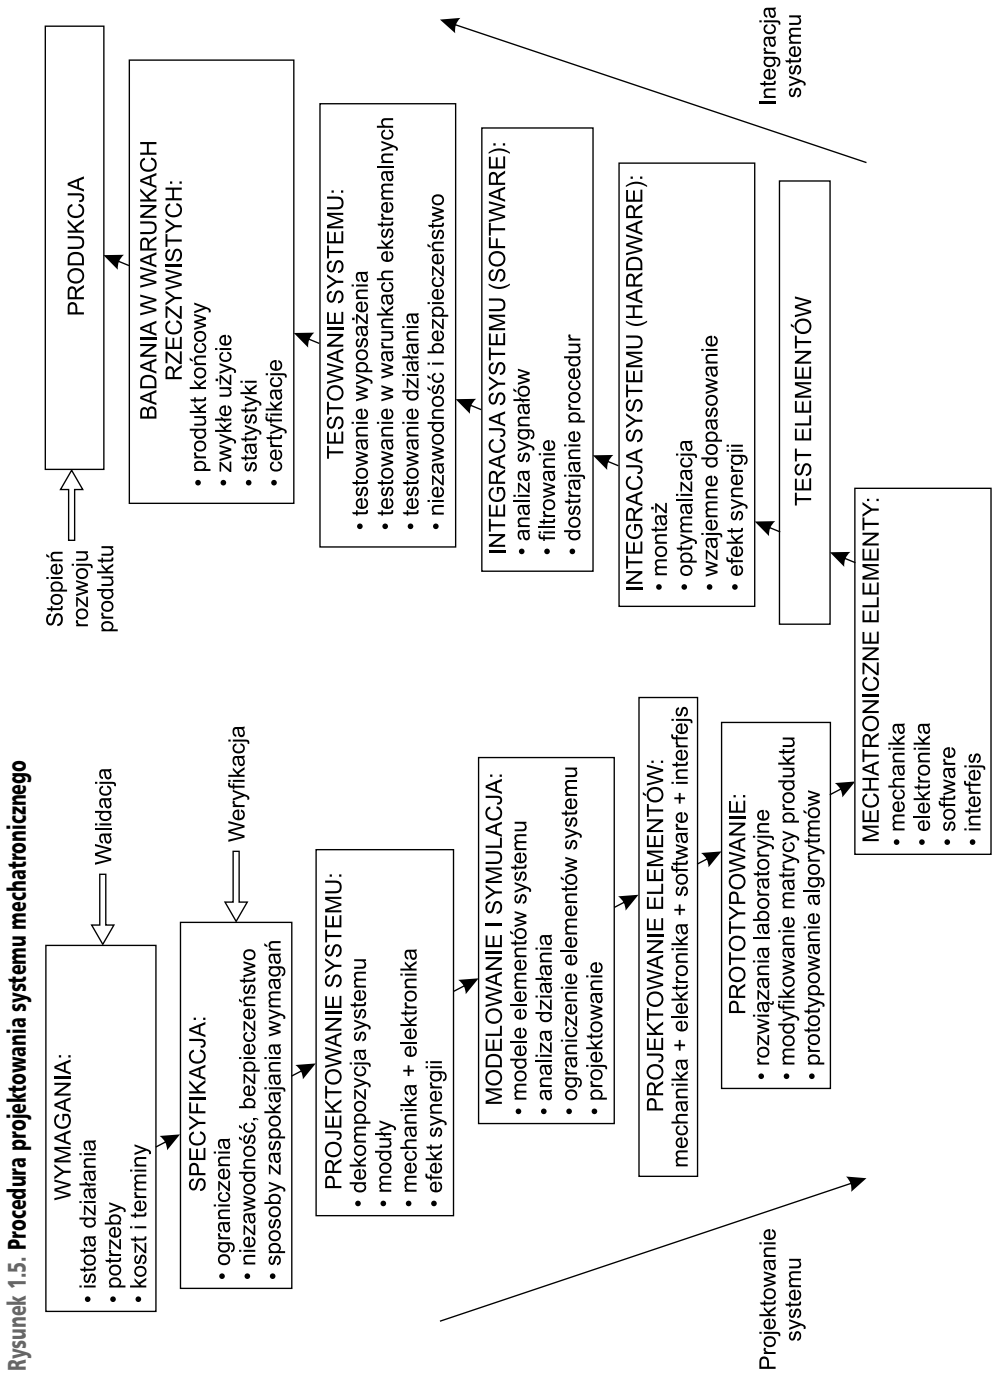 Rysunek 1.5. Procedura projektowania systemu mechatronicznego
WYMAGANIA:
• istota działania
• potrzeby
• koszt i terminy
Walidacja
SPECYFIKACJA:
• ograniczenia
• niezawodność, bezpieczeństwo
• sposoby zaspokajania wymagań
Weryfikacja
PROJEKTOWANIE SYSTEMU:
• dekompozycja systemu
• moduły
• mechanika + elektronika
• efekt synergii
MODELOWANIE I SYMULACJA:
• modele elementów systemu
• analiza działania
• ograniczenie elementów systemu
• projektowanie
PROJEKTOWANIE ELEMENTÓW:
mechanika + elektronika + software + interfejs
PROTOTYPOWANIE:
• rozwiązania laboratoryjne
• modyfikowanie matrycy produktu
• prototypowanie algorytmów
Projektowanie
systemu
MECHATRONICZNE ELEMENTY:
• mechanika
• elektronika
• software
• interfejs
TEST ELEMENTÓW
INTEGRACJA SYSTEMU (HARDWARE):
• montaż
• optymalizacja
• wzajemne dopasowanie
• efekt synergii
INTEGRACJA SYSTEMU (SOFTWARE):
• analiza sygnałów
• filtrowanie
• dostrajanie procedur
TESTOWANIE SYSTEMU:
• testowanie wyposażenia
• testowanie w warunkach ekstremalnych
• testowanie działania
• niezawodność i bezpieczeństwo
BADANIA W WARUNKACH
RZECZYWISTYCH:
• produkt końcowy
• zwykłe użycie
• statystyki
• certyfikacje
PRODUKCJA
Stopień
rozwoju
produktu
Integracja
systemu